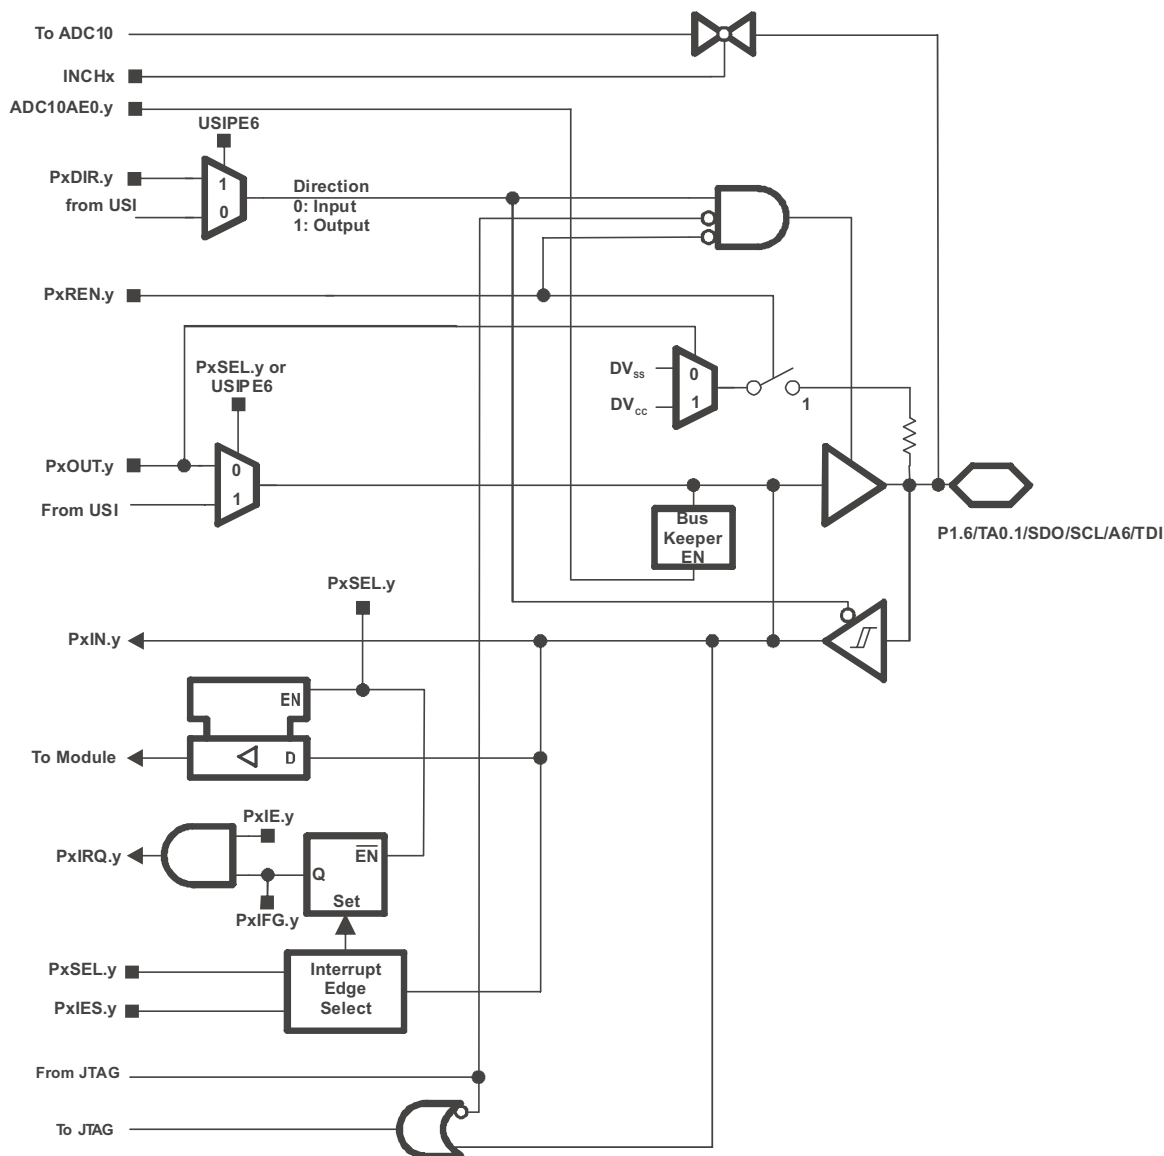 To ADC10
INCHx
ADC10AE0.y
USIPE6
PxDIR.y
1
from USI
0
Direction
0: Input
1: Output
PxREN.y
PxSEL.y or
USIPE6
DVSS
0
DVCC
1
1
PxOUT.y
0
From USI
1
Bus
Keeper
EN
P1.6/TA0.1/SDO/SCL/A6/TDI
PxSEL.y
PxIN.y
EN
To Module
D
PxIE.y
PxIRQ.y
EN
Q
Set
PxIFG.y
PxSEL.y
PxIES.y
Interrupt
Edge
Select
From JTAG
To JTAG